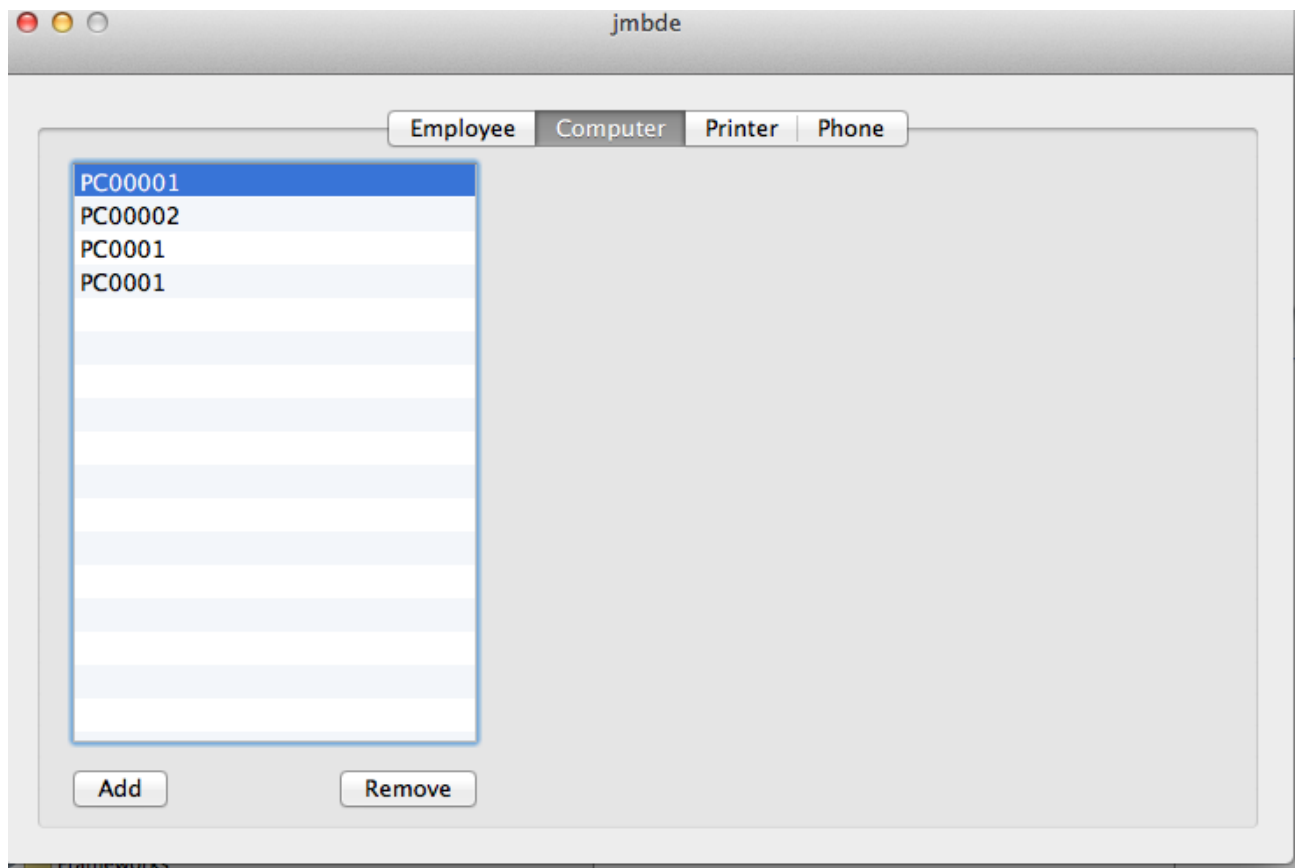 jmbde
Employee Computer Printer Phone
PC00001
PC00002
PC0001
PC0001
Add Remove